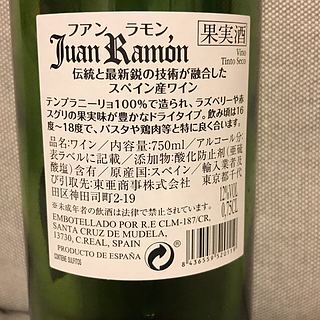 フアン ラモン
果実酒
Juan Ramón
Vino
Tinto Seco
伝統と最新鋭の技術が融合した
スペイン産ワイン
テンプラニーリョ100%で造られ、ラズベリーや赤
スグリの果実味が豊かなドライタイプ。飲み頃は16
度〜18度で、パスタや鶏肉等と特に良く合います。
品名:ワイン/内容量:750ml/アルコール分:
表ラベルに記載/添加物:酸化防止剤(亜硫
酸塩)含有/原産国:スペイン/輸入業者及
び引取先:東亜商事株式会社 東京都千代
田区神田司町2-2
※未成年者の飲酒は法律で禁止されています。
12%VOL
0,75CL
EMBOTELLADO POR R.E CLM-187/CR,
SANTA CRUZ DE MUDELA,
13730, C.REAL, SPAIN
PRODUCTO DE ESPAÑA
CONTIENE SULFITOS